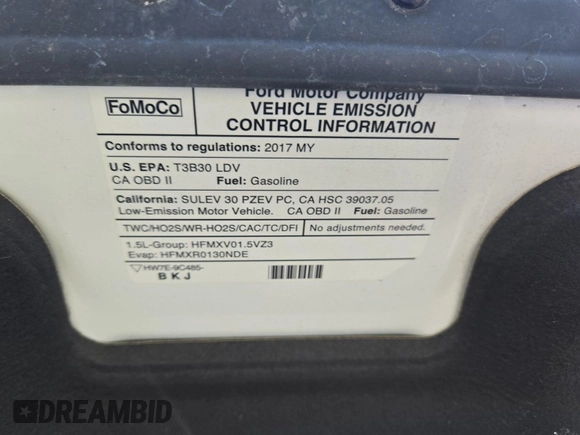 Ford Motor Company
FoMoCo
VEHICLE EMISSION
CONTROL INFORMATION
Conforms to regulations: 2017 MY
U.S. EPA: T3B30 LDV
CA OBD II Fuel: Gasoline
California: SULEV 30 PZEV PC, CA HSC 39037.05
Low-Emission Motor Vehicle. CA OBD II Fuel: Gasoline
TWC/HO2S/WR-HO2S/CAC/TC/DFI No adjustments needed.
1.5L-Group: HFMXV01.5VZ3
Evap: HFMXR0130NDE
HW7E-9C485-
B K J
DREAMBID